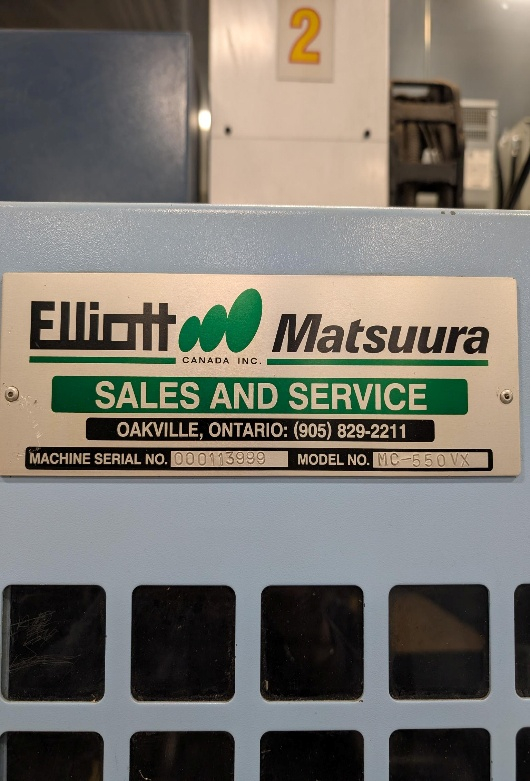 2
Elliott Matsuura
CANADA INC.
SALES AND SERVICE
OAKVILLE, ONTARIO: (905) 829-2211
MACHINE SERIAL NO. 000113999 MODEL NO. MC-550VX